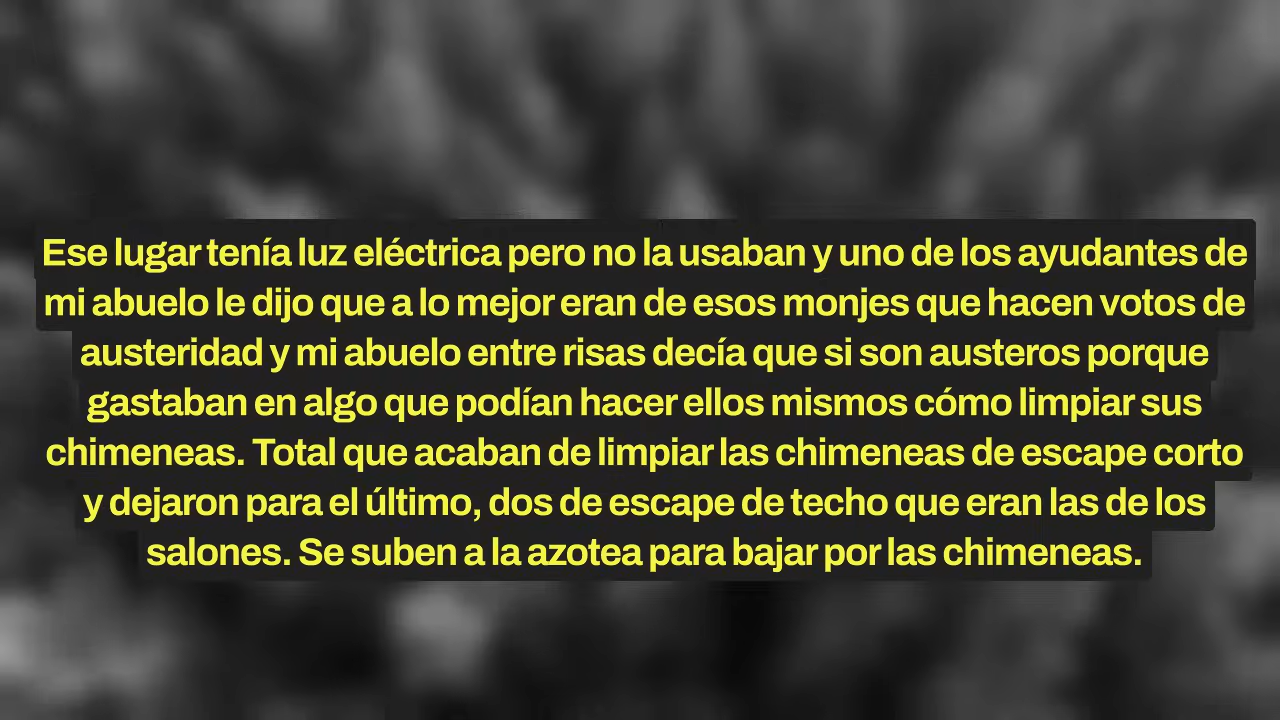 Ese lugar tenía luz eléctrica pero no la usaban y uno de los ayudantes de
mi abuelo le dijo que a lo mejor eran de esos monjes que hacen votos de
austeridad y mi abuelo entre risas decía que si son austeros porque
gastaban en algo que podían hacer ellos mismos cómo limpiar sus
chimeneas. Total que acaban de limpiar las chimeneas de escape corto
y dejaron para el último, dos de escape de techo que eran las de los
salones. Se suben a la azotea para bajar por las chimeneas.